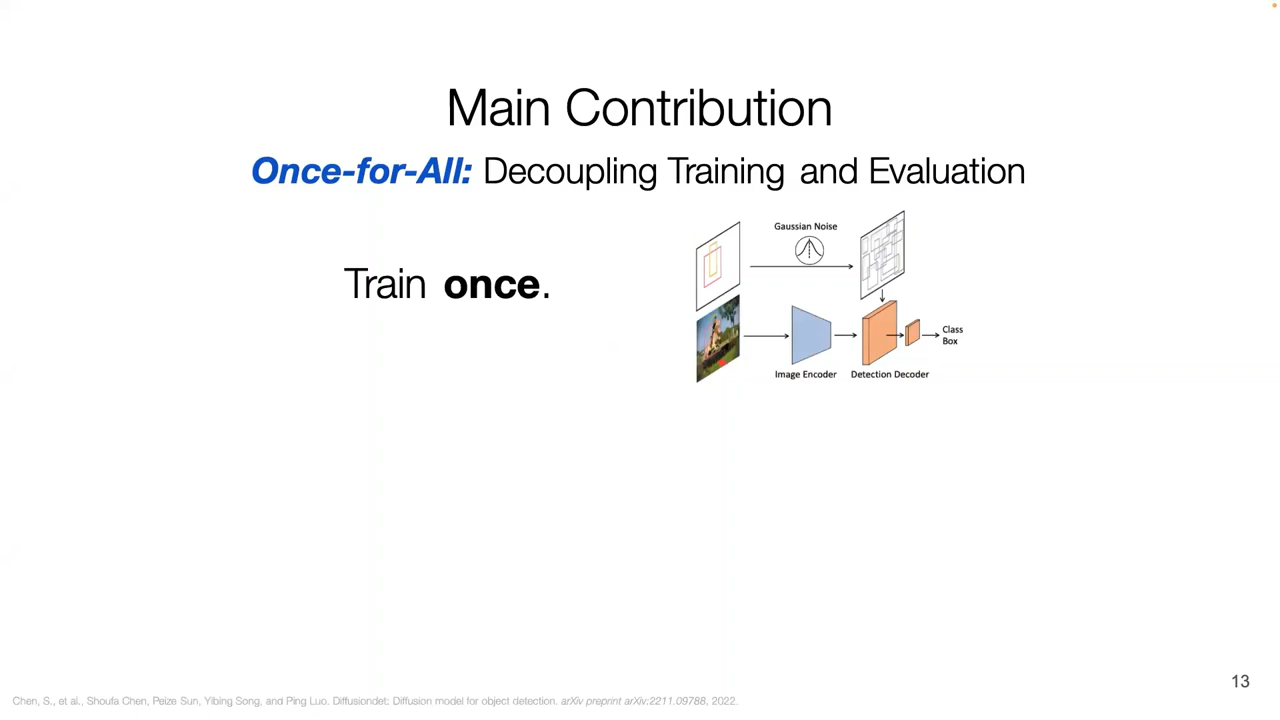 Main Contribution
Once-for-All: Decoupling Training and Evaluation
Train once.
Gaussian Noise
Class
Box
Image Encoder
Detection Decoder
13
Chen, S., et al., Shoufa Chen, Peize Sun, Yibing Song, and Ping Luo. Diffusiondet: Diffusion model for object detection. arXiv preprint arXiv:2211.09788, 2022.